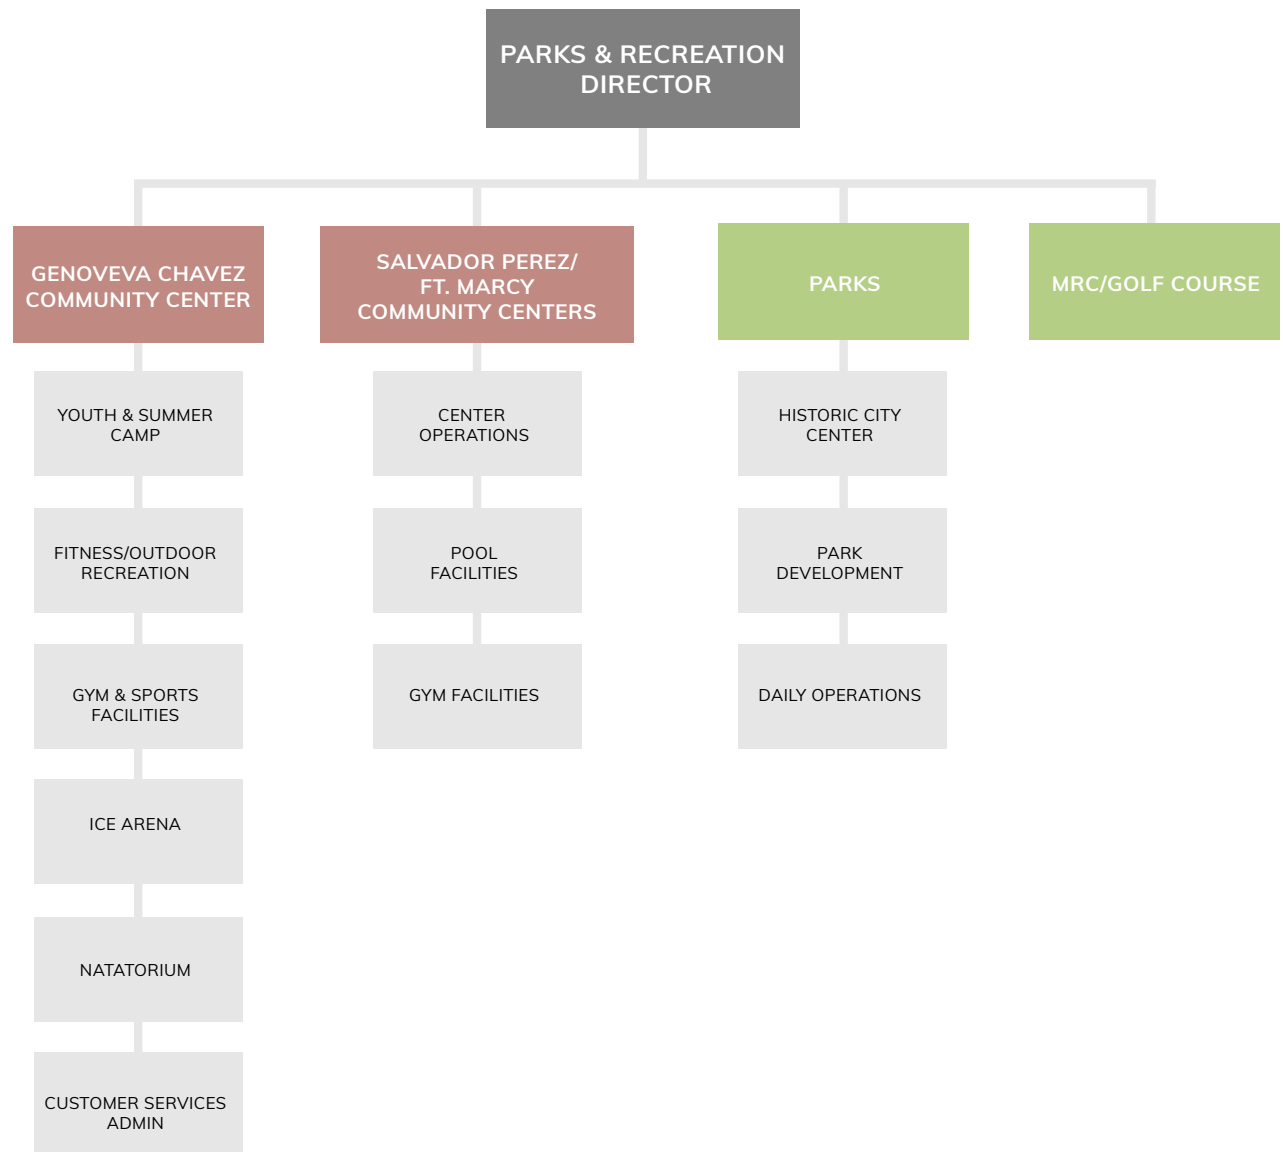 PARKS & RECREATION
DIRECTOR
GENOVEVA CHAVEZ
COMMUNITY CENTER
SALVADOR PEREZ/
FT. MARCY
COMMUNITY CENTERS
PARKS
MRC/GOLF COURSE
YOUTH & SUMMER
CAMP
FITNESS/OUTDOOR
RECREATION
GYM & SPORTS
FACILITIES
ICE ARENA
NATATORIUM
CUSTOMER SERVICES
ADMIN
CENTER
OPERATIONS
POOL
FACILITIES
GYM FACILITIES
HISTORIC CITY
CENTER
PARK
DEVELOPMENT
DAILY OPERATIONS